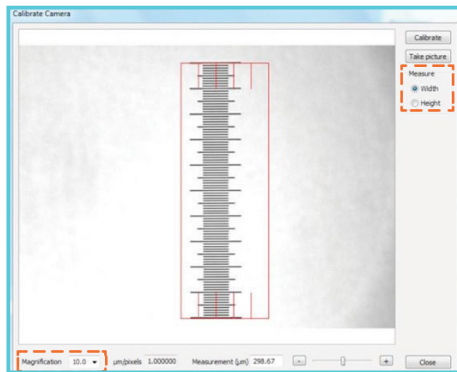 Calibrate Camera
Calibrate
Take picture
Measure
Width
Height
Magnification 10.0 µm/pixels 1.000000 Measurement (µm) 298.67 - + Close